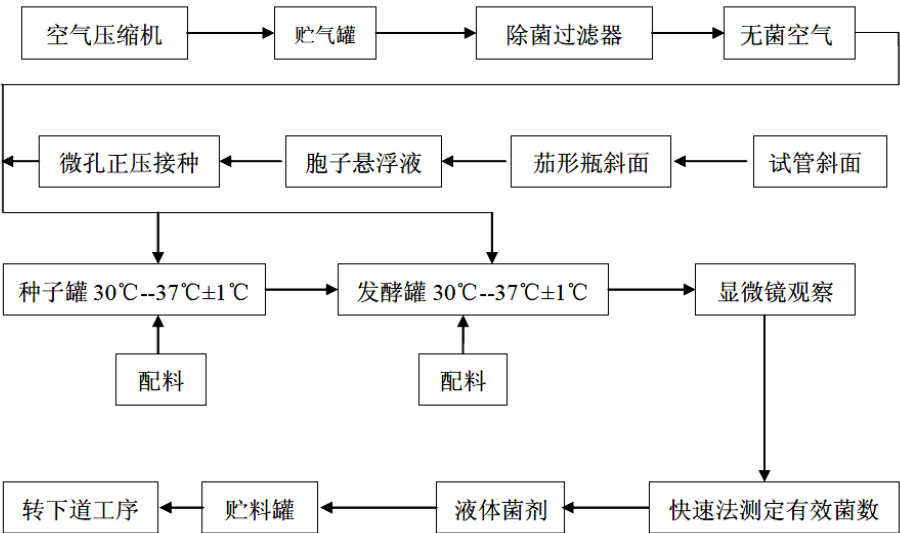 空气压缩机
贮气罐
除菌过滤器
无菌空气
微孔正压接种
胞子悬浮液
茄形瓶斜面
试管斜面
种子罐 30℃--37℃±1℃
发酵罐 30℃--37℃±1℃
显微镜观察
配料
配料
转下道工序
贮料罐
液体菌剂
快速法测定有效菌数